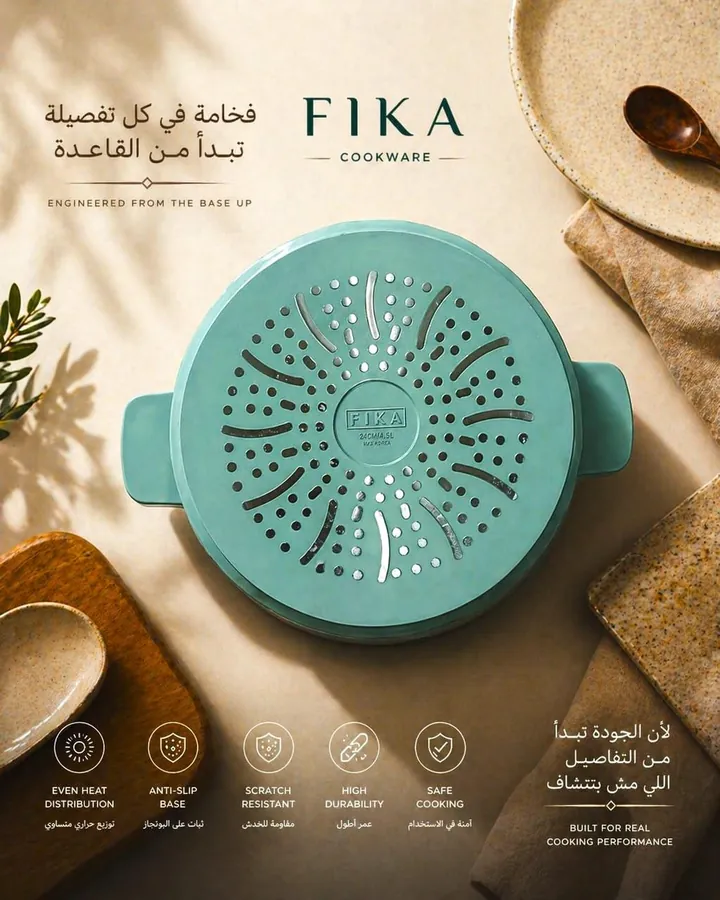 فخامة في كل تفصيلة
تبدأ من القاعدة
ENGINEERED FROM THE BASE UP
FIKA
COOKWARE
FIKA
24CM/4.5L
EVEN HEAT
DISTRIBUTION
توزيع حراري متساوي
ANTI-SLIP
BASE
ثبات على البوتجاز
SCRATCH
RESISTANT
مقاومة للخدش
HIGH
DURABILITY
عمر أطول
SAFE
COOKING
آمنة في الاستخدام
لأن الجودة تبدأ
من التفاصيل
اللي مش بتتشاف
BUILT FOR REAL
COOKING PERFORMANCE